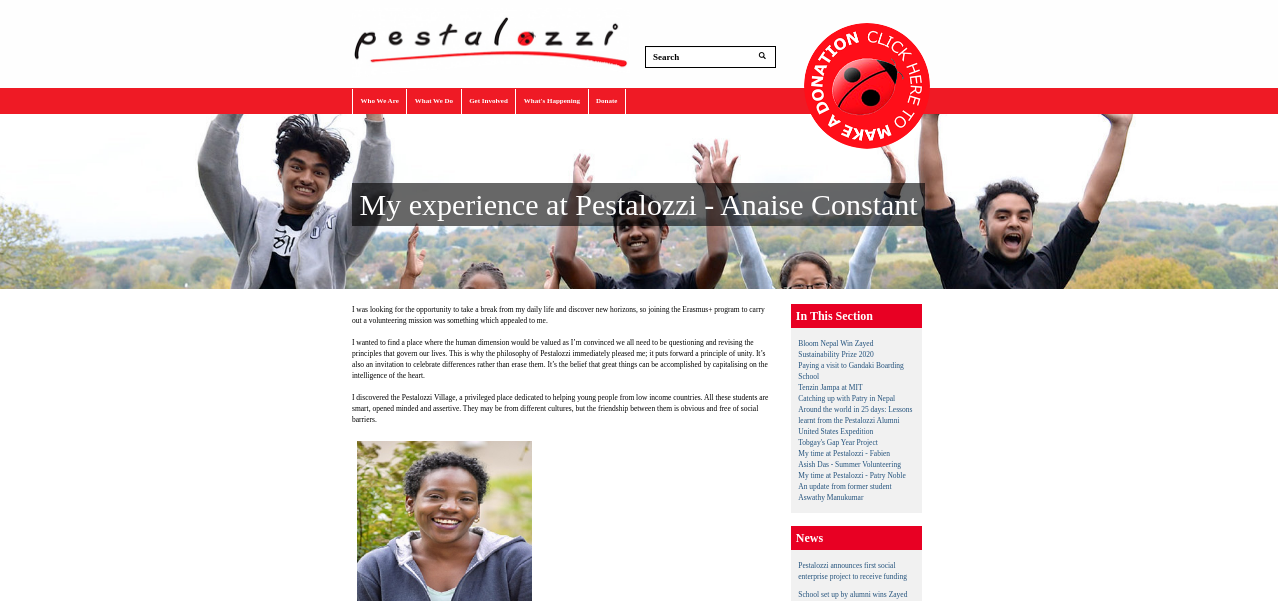 pestalozzi
Search
CLICK HERE TO MAKE A DONATION
Who We Are
What We Do
Get Involved
What's Happening
Donate
My experience at Pestalozzi - Anaise Constant
I was looking for the opportunity to take a break from my daily life and discover new horizons, so joining the Erasmus+ program to carry
out a volunteering mission was something which appealed to me.
I wanted to find a place where the human dimension would be valued as I’m convinced we all need to be questioning and revising the
principles that govern our lives. This is why the philosophy of Pestalozzi immediately pleased me; it puts forward a principle of unity. It’s
also an invitation to celebrate differences rather than erase them. It’s the belief that great things can be accomplished by capitalising on the
intelligence of the heart.
I discovered the Pestalozzi Village, a privileged place dedicated to helping young people from low income countries. All these students are
smart, opened minded and assertive. They may be from different cultures, but the friendship between them is obvious and free of social
barriers.
In This Section
Bloom Nepal Win Zayed
Sustainability Prize 2020
Paying a visit to Gandaki Boarding
School
Tenzin Jampa at MIT
Catching up with Patry in Nepal
Around the world in 25 days: Lessons
learnt from the Pestalozzi Alumni
United States Expedition
Tobgay's Gap Year Project
My time at Pestalozzi - Fabien
Asish Das - Summer Volunteering
My time at Pestalozzi - Patry Noble
An update from former student
Aswathy Manukumar
News
Pestalozzi announces first social
enterprise project to receive funding
School set up by alumni wins Zayed